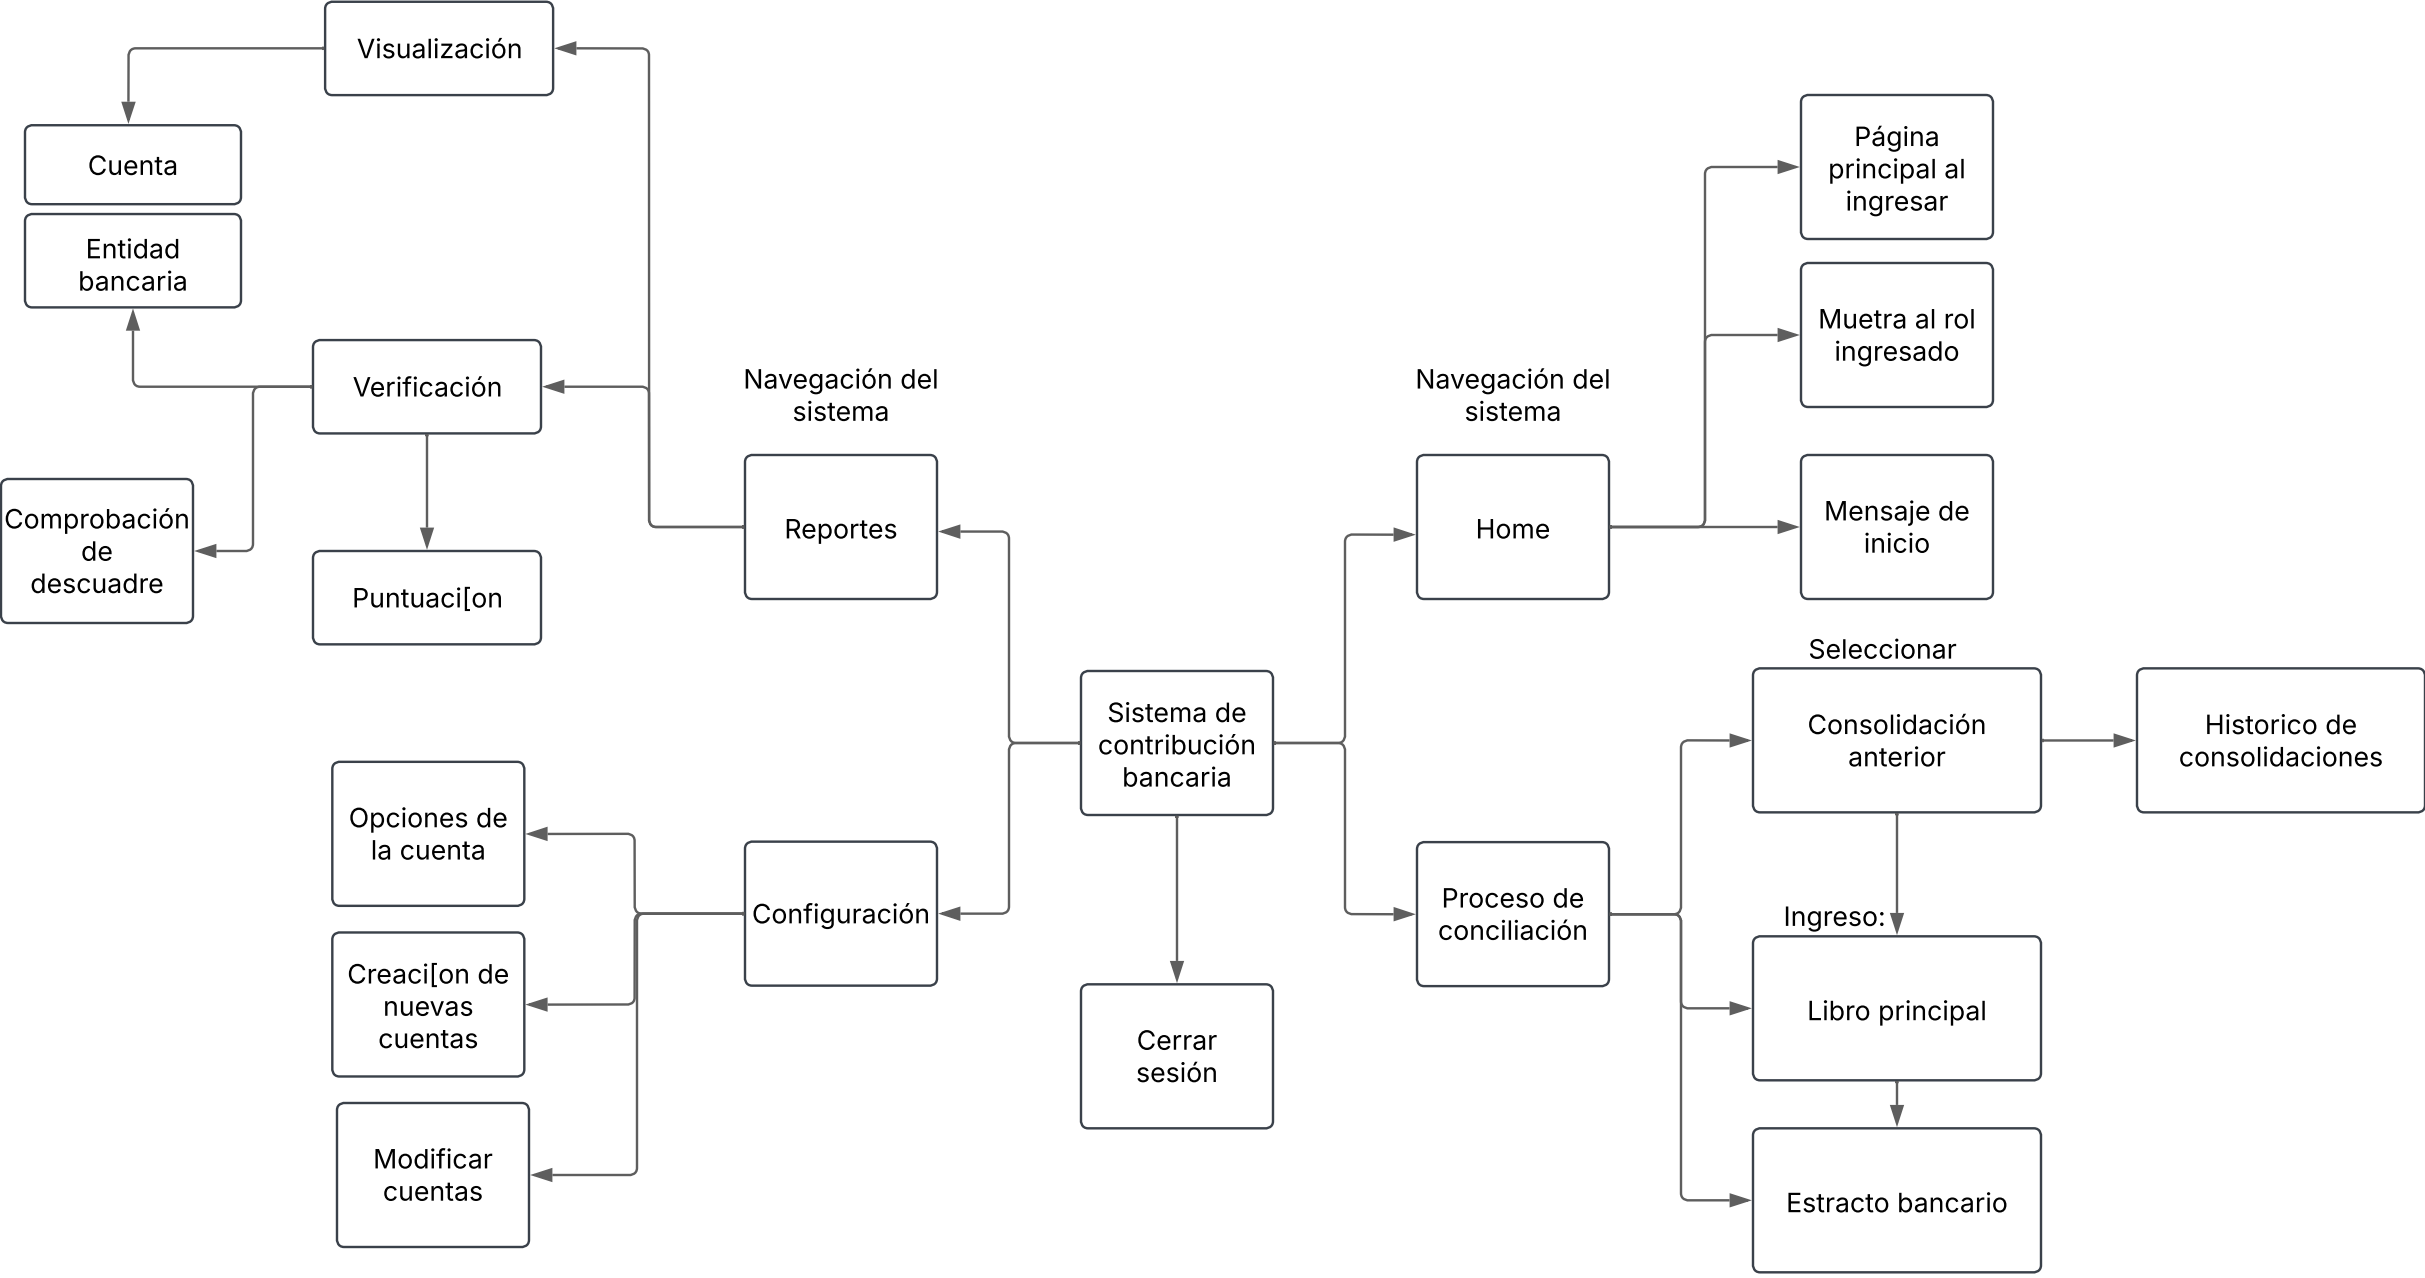 Visualización
Cuenta
Entidad
bancaria
Verificación
Comprobación
de
descuadre
Puntuaci[on
Navegación del
sistema
Reportes
Opciones de
la cuenta
Creaci[on de
nuevas
cuentas
Modificar
cuentas
Configuración
Sistema de
contribución
bancaria
Cerrar
sesión
Navegación del
sistema
Home
Página
principal al
ingresar
Muetra al rol
ingresado
Mensaje de
inicio
Proceso de
conciliación
Seleccionar
Consolidación
anterior
Historico de
consolidaciones
Ingreso:
Libro principal
Estracto bancario